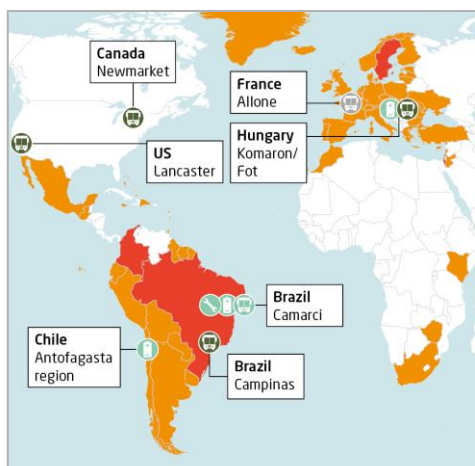 Canada
Newmarket
US
Lancaster
France
Allone
Hungary
Komaron/
Fot
Brazil
Camarci
Chile
Antofagasta
region
Brazil
Campinas